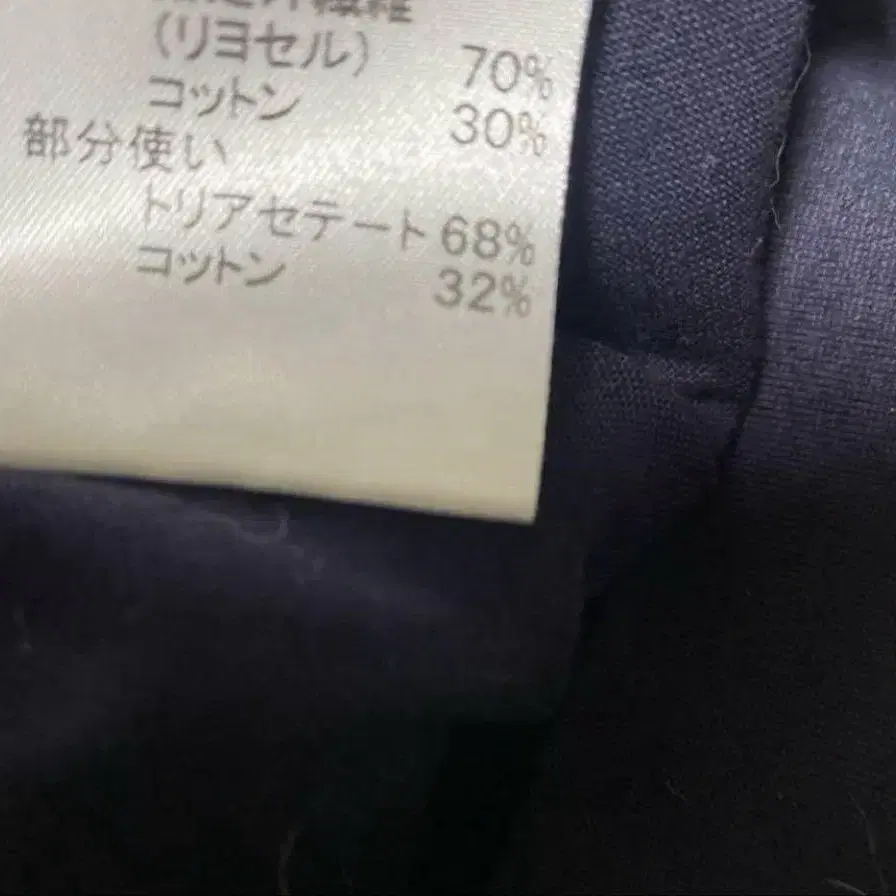 (リヨセル) 70%
コットン 30%
部分使い
トリアセテート 68%
コットン 32%